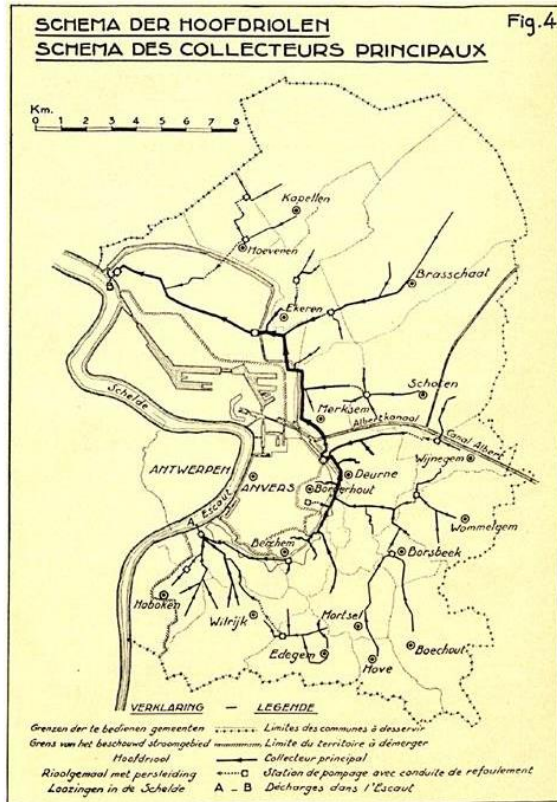 SCHEMA DER HOOFDRIOLEN
SCHEMA DES COLLECTEURS PRINCIPAUX
Fig.4
Km.
0 1 2 3 4 5 6 7 8
Kapellen
Hoevenen
Brasschaat
Ekeren
Schoten
Schelde
Merksem
Albertkanaal
Canal Albert
Wijnegem
ANTWERPEN
ANVERS
Deurne
Borgerhout
Wommelgem
A. Escaut
Berchem
Borsbeek
Hoboken
Wilrijk
Mortsel
Edegem
Hove
Boechout
VERKLARING — LEGENDE
Grenzen der te bedienen gemeenten Limites des communes à desservir
Grens van het beschouwd stroomgebied Limite du territoire à démerger
Hoofdriool Collecteur principal
Rioolgemaal met persleiding Station de pompage avec conduite de refoulement
Loozingen in de Schelde A - B Décharges dans l'Escaut